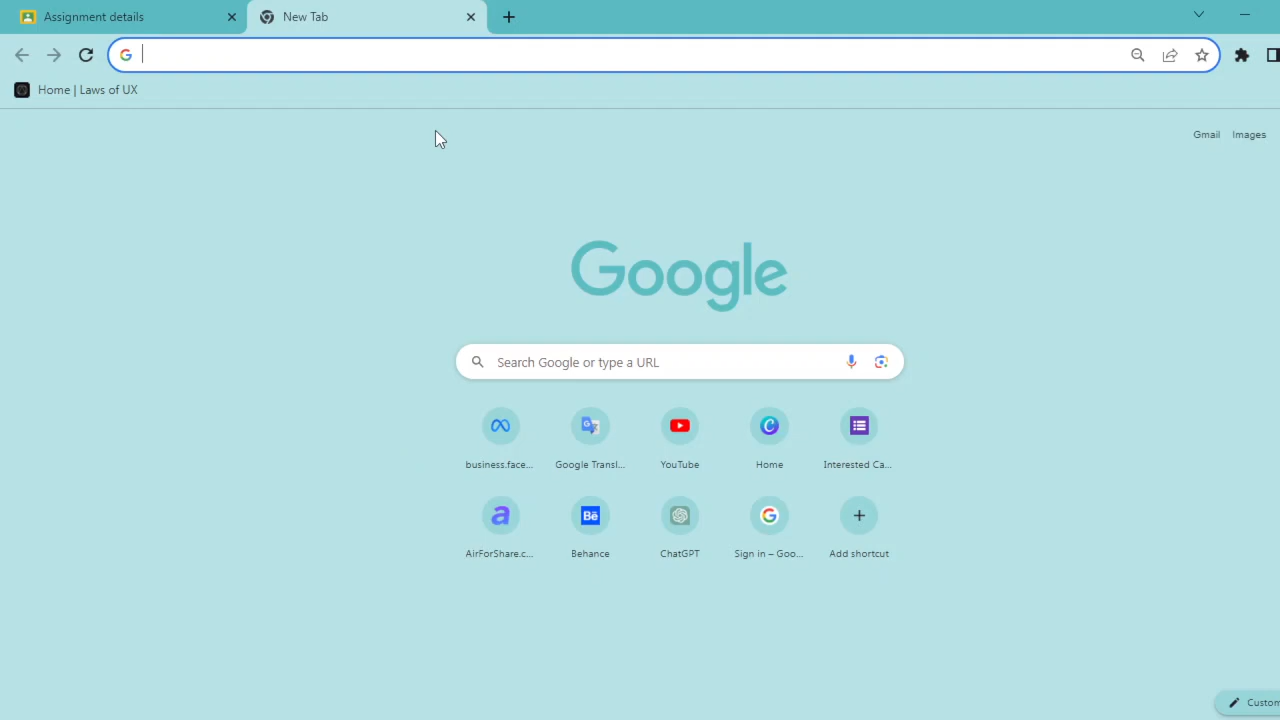 Assignment details
New Tab
Home | Laws of UX
Gmail Images
Google
Search Google or type a URL
business.face... Google Transl... YouTube Home Interested Ca...
AirForShare.c... Behance ChatGPT Sign in – Goo... Add shortcut
Custom